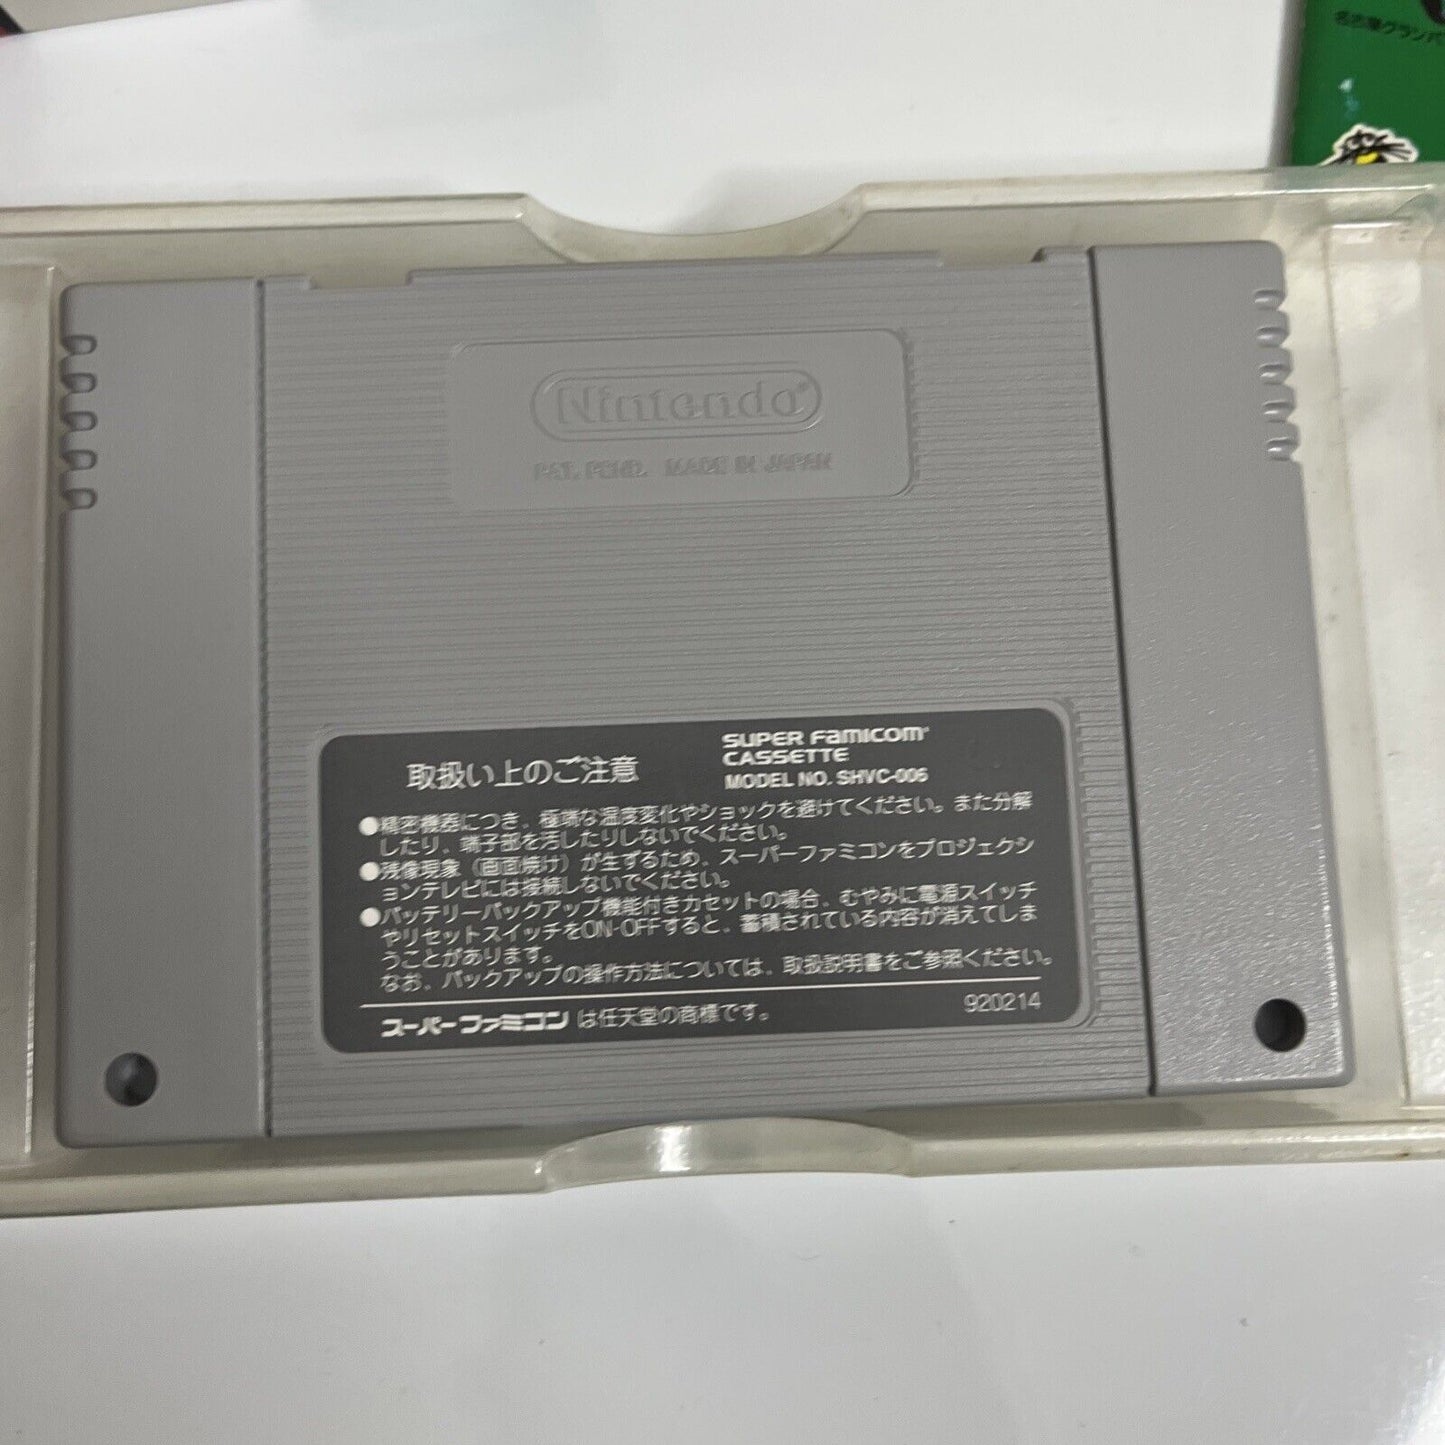 名古屋グランパ
Nintendo®
PAT. PEND. MADE IN JAPAN
取扱い上のご注意
SUPER FAMICOM
CASSETTE
MODEL NO. SHVC-006
●精密機器につき、極端な温度変化やショックを避けてください。また分解
したり、端子部を汚したりしないでください。
●残像現象（画面焼け）が生ずるため、スーパーファミコンをプロジェクシ
ョンテレビには接続しないでください。
●バッテリーバックアップ機能付きカセットの場合、むやみに電源スイッチ
やリセットスイッチをON-OFFすると、蓄積されている内容が消えてしま
うことがあります。
なお、バックアップの操作方法については、取扱説明書をご参照ください。
スーパーファミコンは任天堂の商標です。
920214